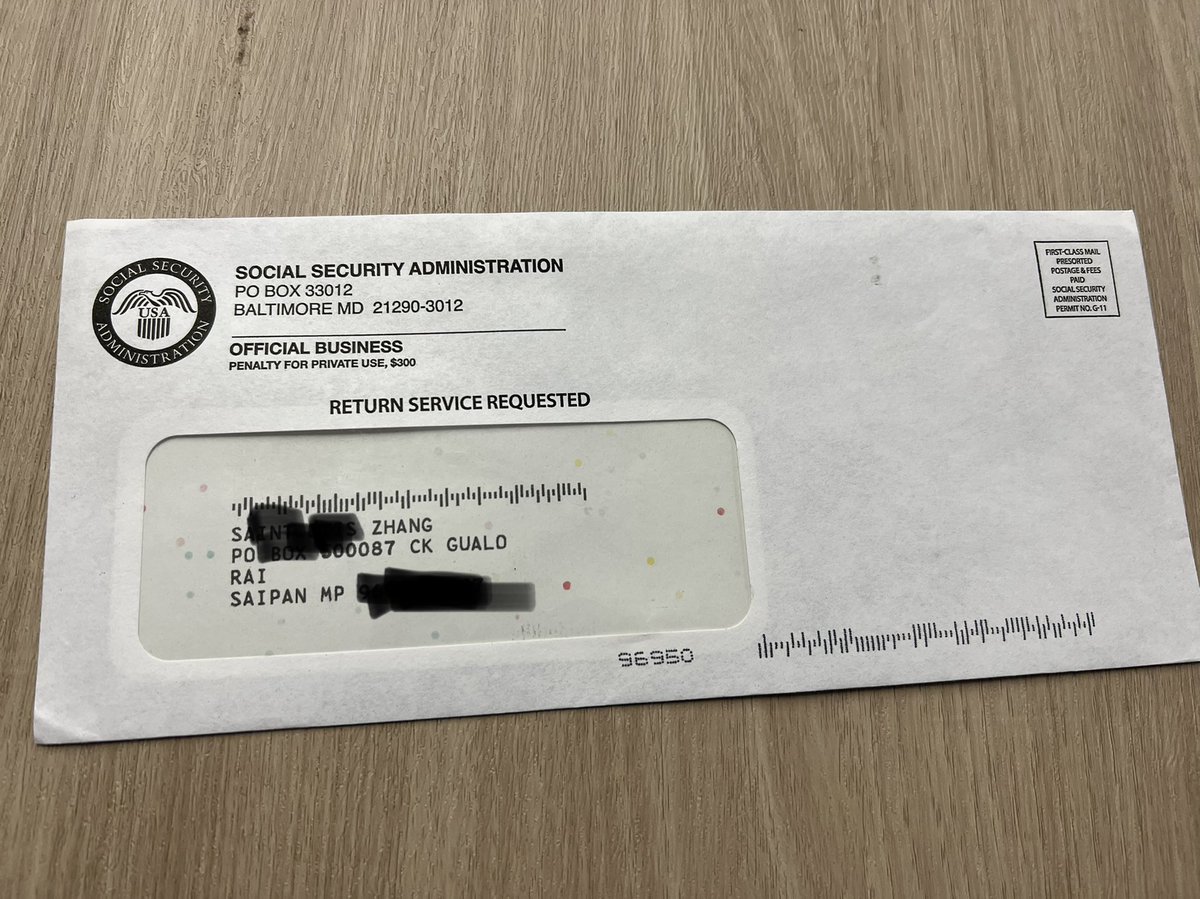 SOCIAL SECURITY ADMINISTRATION
USA
SOCIAL SECURITY ADMINISTRATION
PO BOX 33012
BALTIMORE MD 21290-3012
OFFICIAL BUSINESS
PENALTY FOR PRIVATE USE, $300
FIRST-CLASS MAIL
PRESORTED
POSTAGE & FEES
PAID
SOCIAL SECURITY
ADMINISTRATION
PERMIT NO. G-11
RETURN SERVICE REQUESTED
ZHANG
PO CK GUALO
RAI
SAIPAN MP
96950